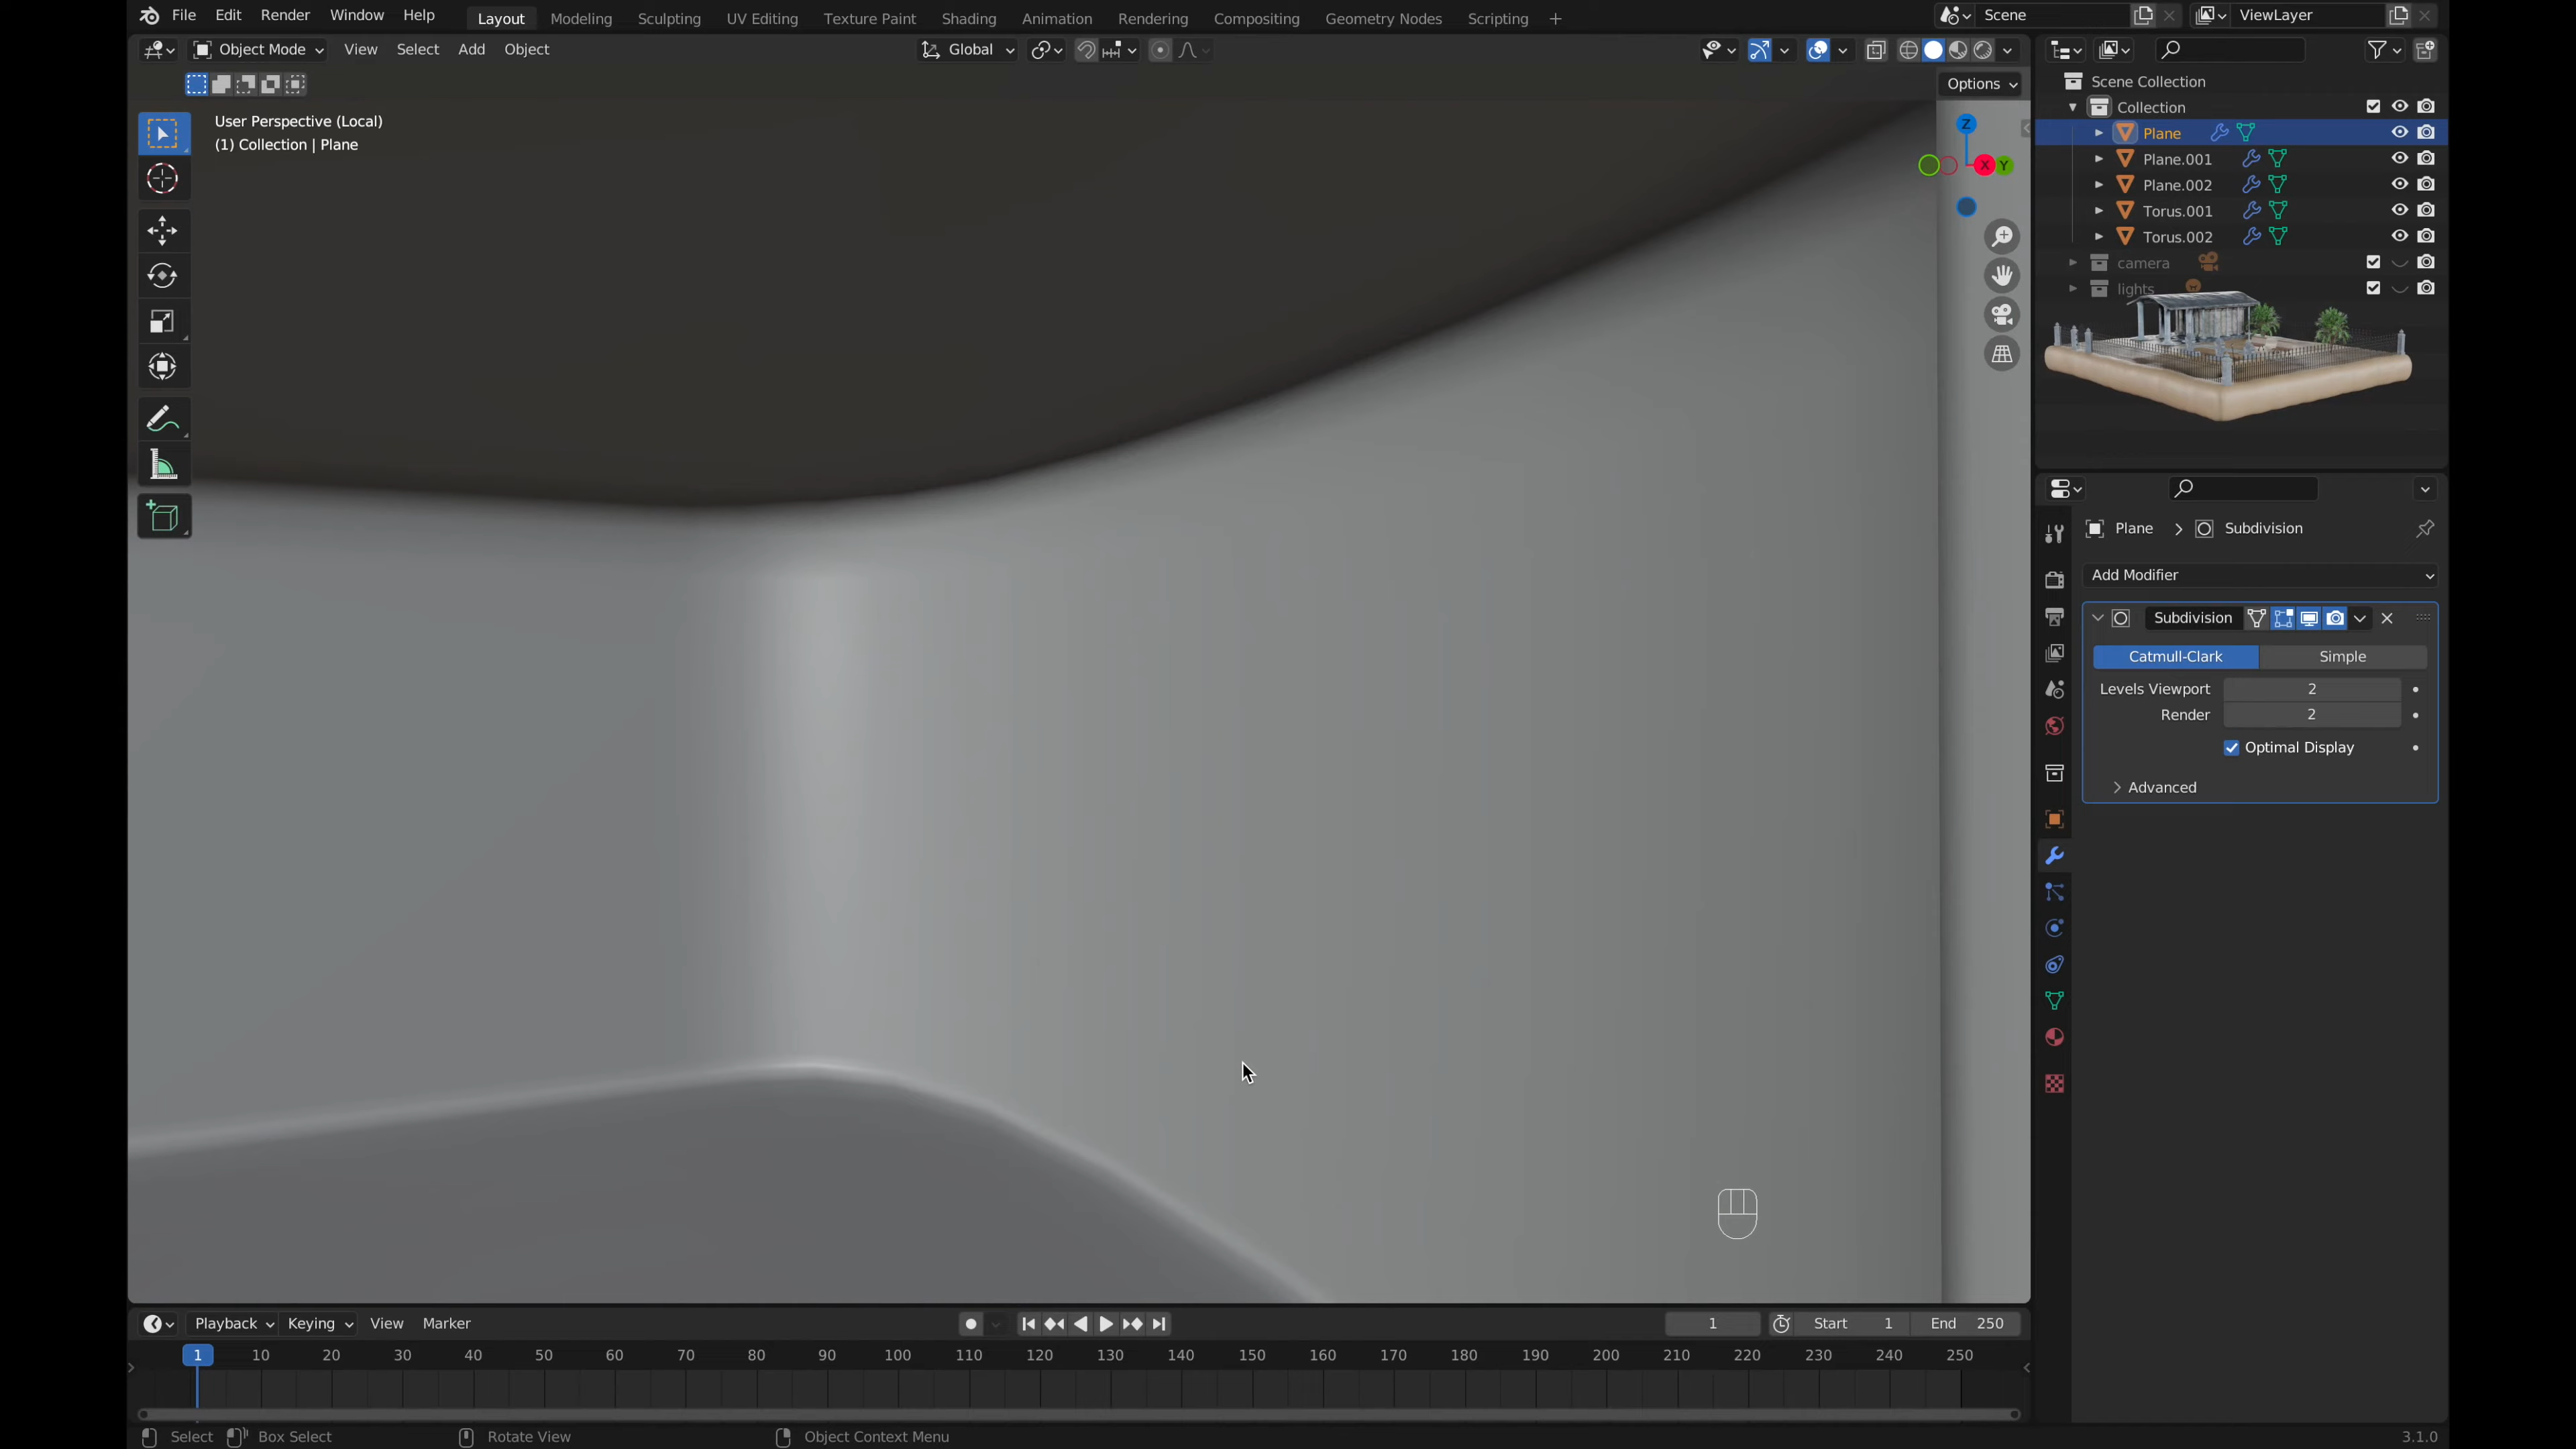 File Edit Render Window Help Layout Modeling Sculpting UV Editing Texture Paint Shading Animation Rendering Compositing Geometry Nodes Scripting + Scene ViewLayer
Object Mode View Select Add Object Global
Options
User Perspective (Local)
(1) Collection | Plane
Z
X
Y
Scene Collection
Collection
Plane
Plane.001
Plane.002
Torus.001
Torus.002
camera
lights
Plane > Subdivision
Add Modifier
Subdivision
Catmull-Clark Simple
Levels Viewport 2
Render 2
Optimal Display
Advanced
Playback Keying View Marker 1 Start 1 End 250
1 10 20 30 40 50 60 70 80 90 100 110 120 130 140 150 160 170 180 190 200 210 220 230 240 250
Select Box Select Rotate View Object Context Menu 3.1.0